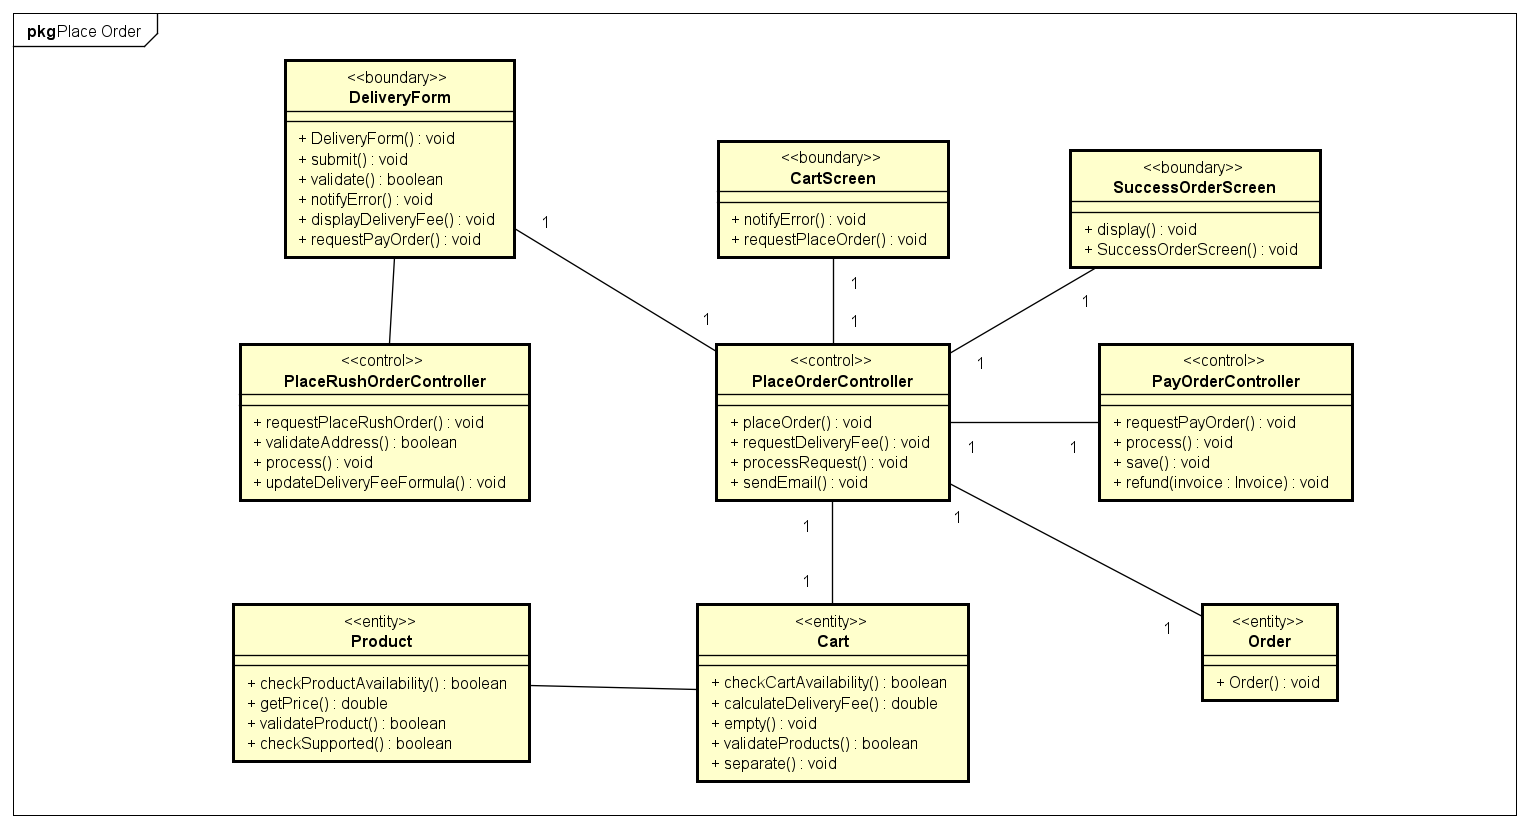 pkgPlace Order
<<boundary>>
DeliveryForm
+ DeliveryForm() : void
+ submit() : void
+ validate() : boolean
+ notifyError() : void
+ displayDeliveryFee() : void
+ requestPayOrder() : void
<<boundary>>
CartScreen
+ notifyError() : void
+ requestPlaceOrder() : void
<<boundary>>
SuccessOrderScreen
+ display() : void
+ SuccessOrderScreen() : void
1
1
1
1
1
1
<<control>>
PlaceRushOrderController
+ requestPlaceRushOrder() : void
+ validateAddress() : boolean
+ process() : void
+ updateDeliveryFeeFormula() : void
<<control>>
PlaceOrderController
+ placeOrder() : void
+ requestDeliveryFee() : void
+ processRequest() : void
+ sendEmail() : void
<<control>>
PayOrderController
+ requestPayOrder() : void
+ process() : void
+ save() : void
+ refund(invoice : Invoice) : void
1
1
1
1
1
1
<<entity>>
Product
+ checkProductAvailability() : boolean
+ getPrice() : double
+ validateProduct() : boolean
+ checkSupported() : boolean
<<entity>>
Cart
+ checkCartAvailability() : boolean
+ calculateDeliveryFee() : double
+ empty() : void
+ validateProducts() : boolean
+ separate() : void
<<entity>>
Order
+ Order() : void